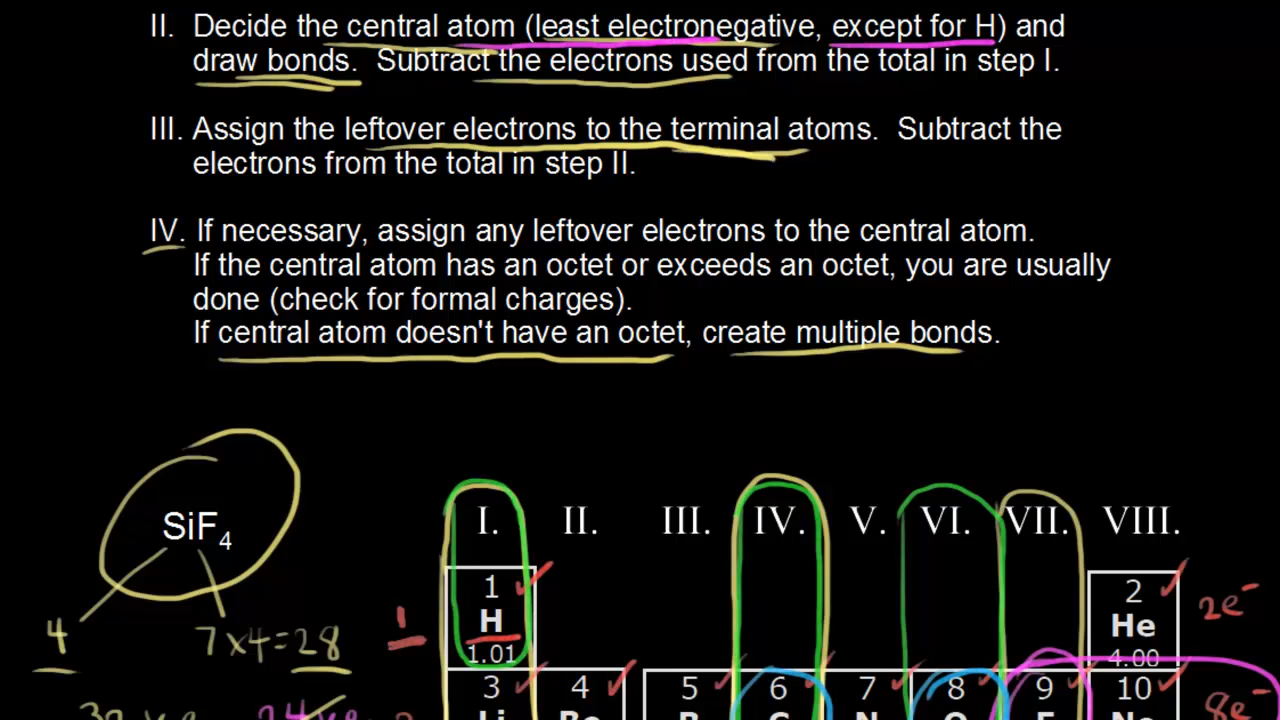 II. Decide the central atom (least electronegative, except for H) and
draw bonds. Subtract the electrons used from the total in step I.
III. Assign the leftover electrons to the terminal atoms. Subtract the
electrons from the total in step II.
IV. If necessary, assign any leftover electrons to the central atom.
If the central atom has an octet or exceeds an octet, you are usually
done (check for formal charges).
If central atom doesn't have an octet, create multiple bonds.
SiF4
I. II. III. IV. V. VI. VII. VIII.
1 2
H He 2e-
1.01 4.00
4 7x4=28 1
3 4 5 6 7 8 9 10
8e-